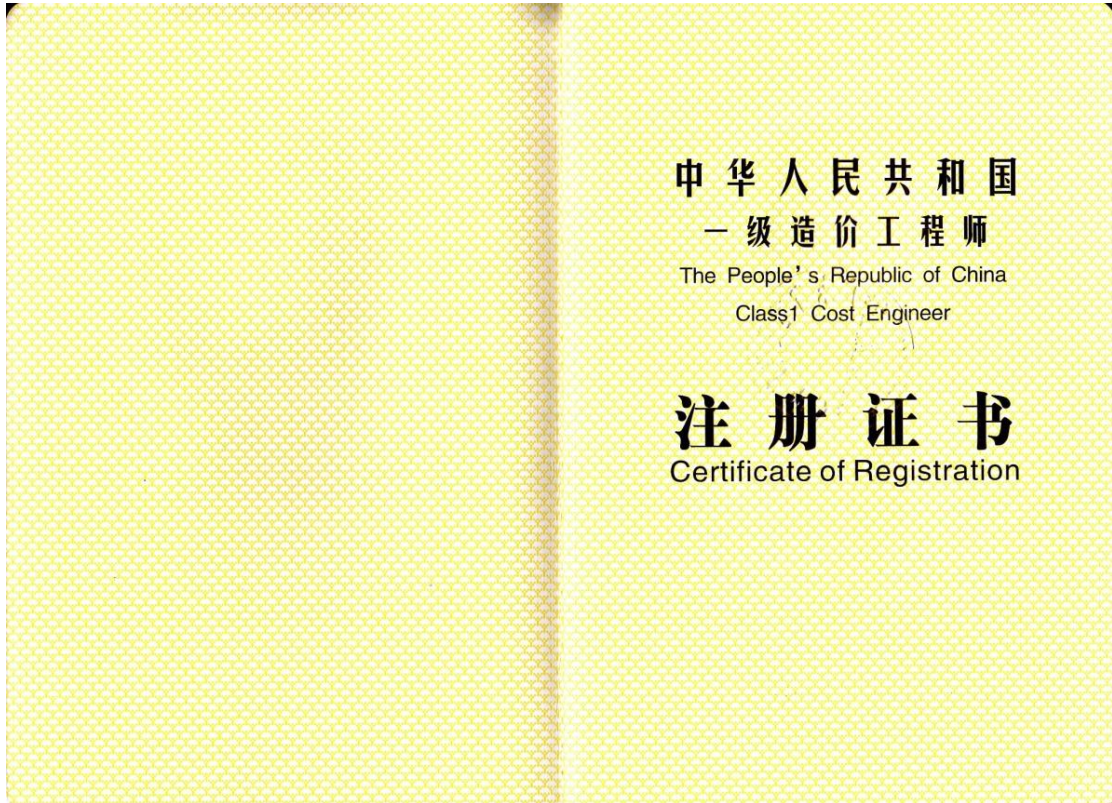 中华人民共和国
一级造价工程师
The People's Republic of China
Class1 Cost Engineer
注册证书
Certificate of Registration